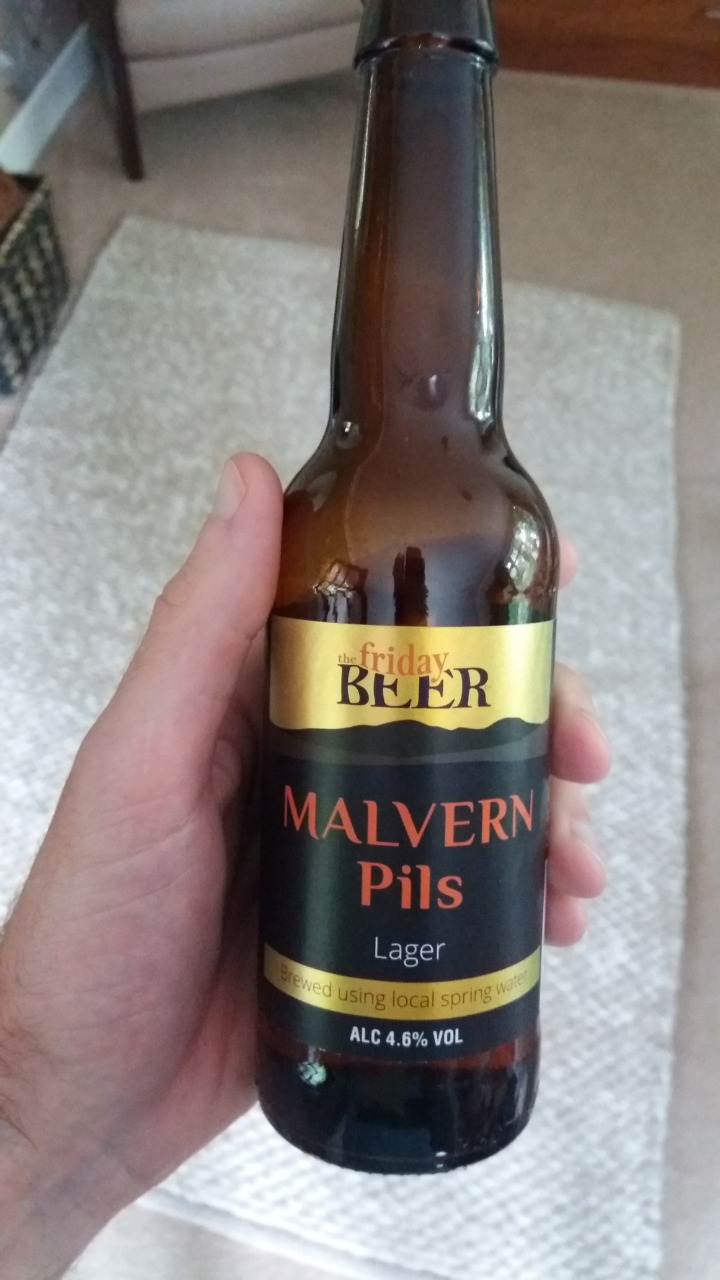 the friday
BEER
MALVERN
Pils
Lager
Brewed using local spring water
ALC 4.6% VOL